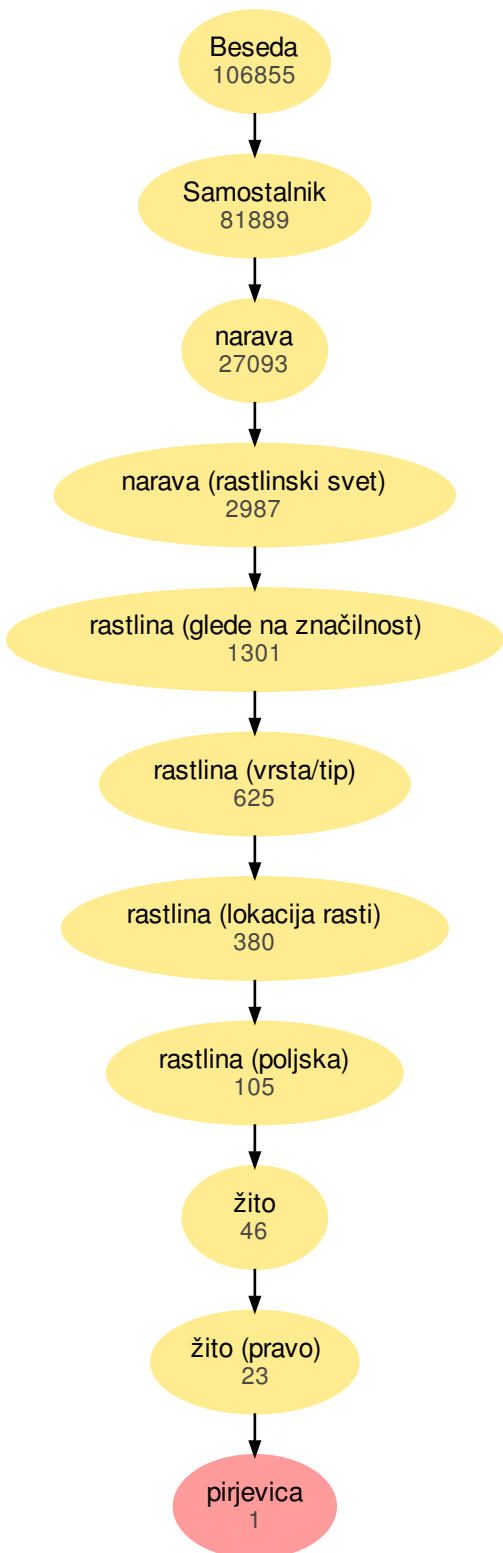 Beseda
106855
Samostalnik
81889
narava
27093
narava (rastlinski svet)
2987
rastlina (glede na značilnost)
1301
rastlina (vrsta/tip)
625
rastlina (lokacija rasti)
380
rastlina (poljska)
105
žito
46
žito (pravo)
23
pirjevica
1